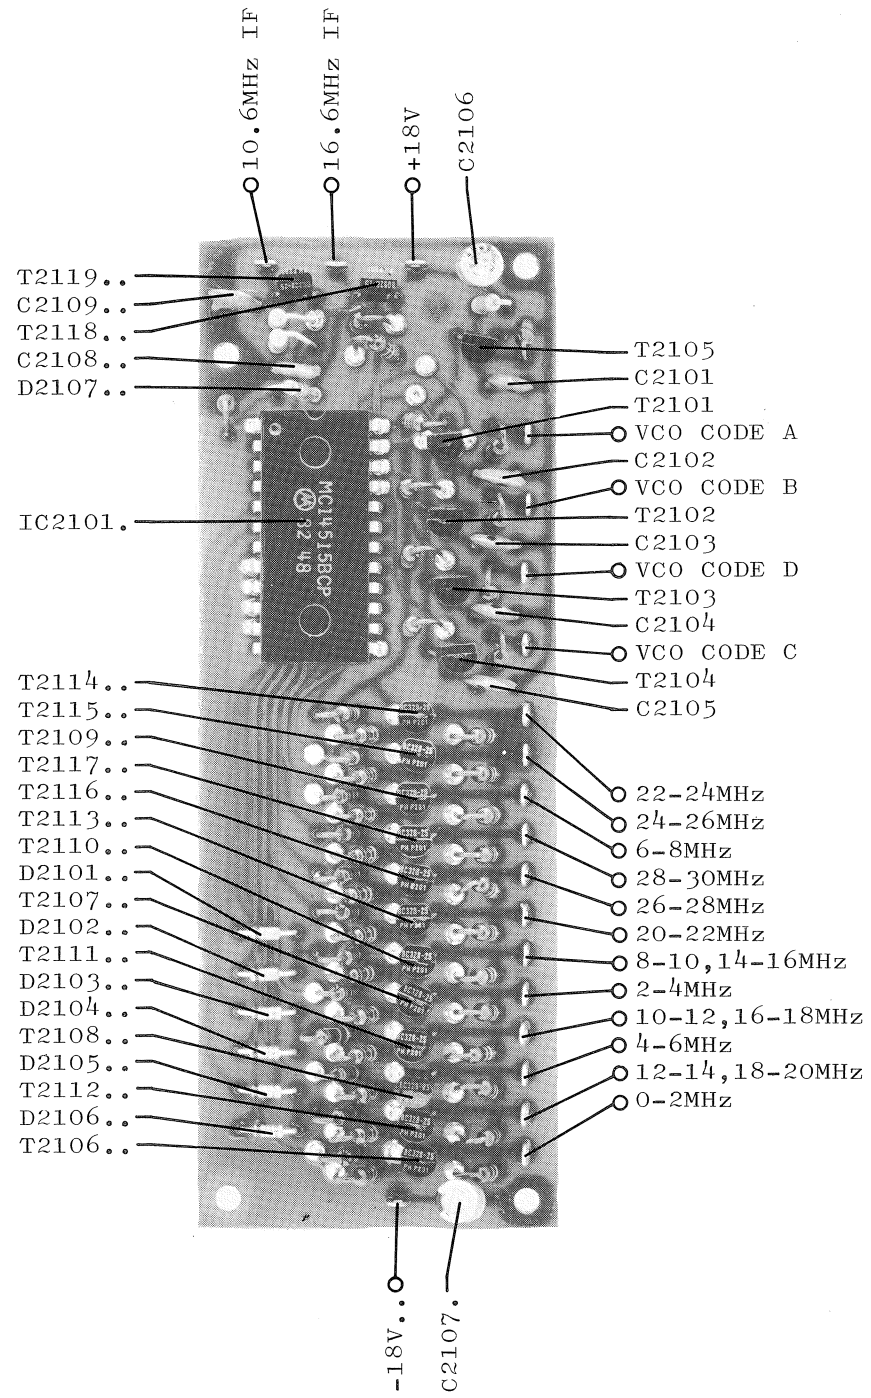 10.6MHz IF
16.6MHz IF
+18V
C2106
T2119..
C2109..
T2118..
C2108..
D2107..
IC2101.
T2114..
T2115..
T2109..
T2117..
T2116..
T2113..
T2110..
D2101..
T2107..
D2102..
T2111..
D2103..
D2104..
T2108..
D2105..
T2112..
D2106..
T2106..
MC14515BCP
82 48
T2105
C2101
T2101
VCO CODE A
C2102
VCO CODE B
T2102
C2103
VCO CODE D
T2103
C2104
VCO CODE C
T2104
C2105
22-24MHz
24-26MHz
6-8MHz
28-30MHz
26-28MHz
20-22MHz
8-10,14-16MHz
2-4MHz
10-12,16-18MHz
4-6MHz
12-14,18-20MHz
0-2MHz
-18V..
C2107.